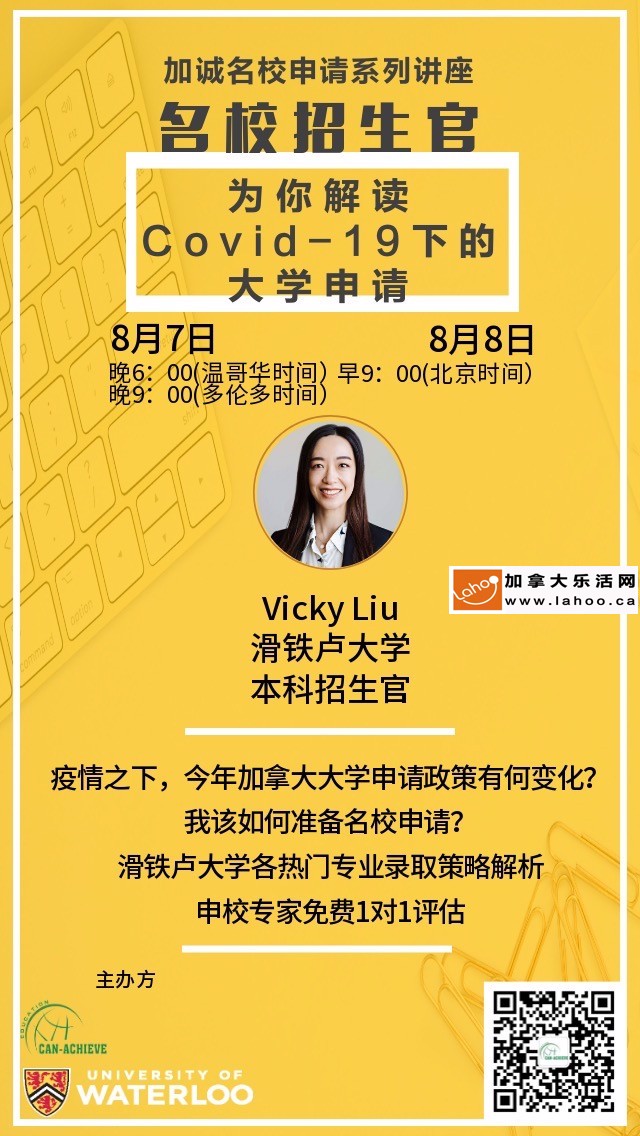 加诚名校申请系列讲座
名校招生官
为你解读
Covid-19下的
大学申请
8月7日 8月8日
晚6：00(温哥华时间) 早9：00(北京时间)
晚9：00(多伦多时间)
Lahoo 加拿大乐活网
www.lahoo.ca
Vicky Liu
滑铁卢大学
本科招生官
疫情之下，今年加拿大大学申请政策有何变化?
我该如何准备名校申请?
滑铁卢大学各热门专业录取策略解析
申校专家免费1对1评估
主办方
EDUCATION
CAN-ACHIEVE
UNIVERSITY OF
WATERLOO
CAN-ACHIEVE
command
option